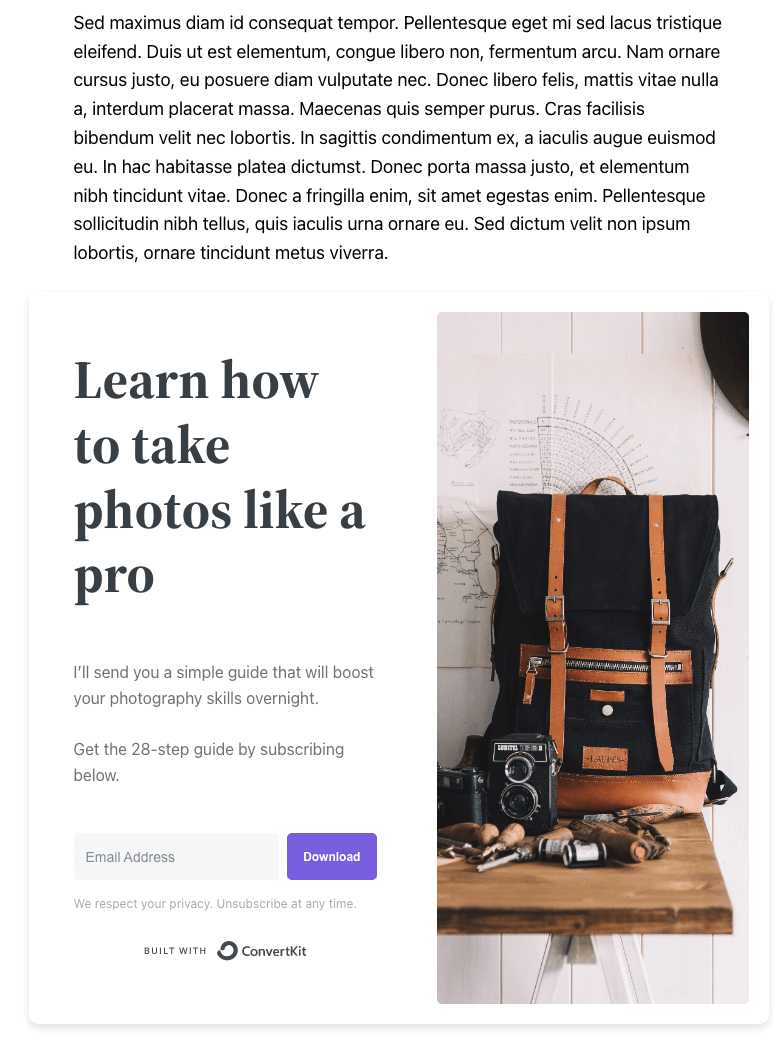 Sed maximus diam id consequat tempor. Pellentesque eget mi sed lacus tristique
eleifend. Duis ut est elementum, congue libero non, fermentum arcu. Nam ornare
cursus justo, eu posuere diam vulputate nec. Donec libero felis, mattis vitae nulla
a, interdum placerat massa. Maecenas quis semper purus. Cras facilisis
bibendum velit nec lobortis. In sagittis condimentum ex, a iaculis augue euismod
eu. In hac habitasse platea dictumst. Donec porta massa justo, et elementum
nibh tincidunt vitae. Donec a fringilla enim, sit amet egestas enim. Pellentesque
sollicitudin nibh tellus, quis iaculis urna ornare eu. Sed dictum velit non ipsum
lobortis, ornare tincidunt metus viverra.
Learn how
to take
photos like a
pro
I’ll send you a simple guide that will boost
your photography skills overnight.
Get the 28-step guide by subscribing
below.
Email Address
Download
We respect your privacy. Unsubscribe at any time.
BUILT WITH ConvertKit
LUBITEL